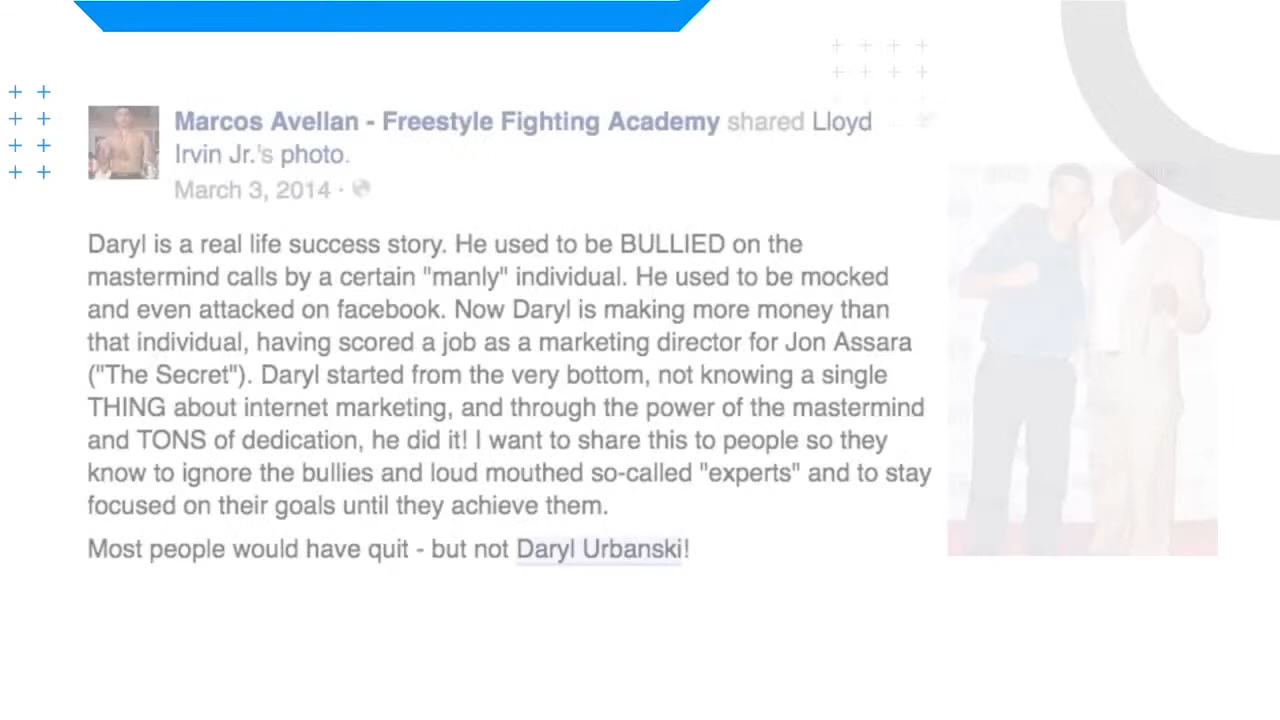 Marcos Avellan - Freestyle Fighting Academy shared Lloyd
Irvin Jr.'s photo.
March 3, 2014 ·
Daryl is a real life success story. He used to be BULLIED on the
mastermind calls by a certain "manly" individual. He used to be mocked
and even attacked on facebook. Now Daryl is making more money than
that individual, having scored a job as a marketing director for Jon Assara
("The Secret"). Daryl started from the very bottom, not knowing a single
THING about internet marketing, and through the power of the mastermind
and TONS of dedication, he did it! I want to share this to people so they
know to ignore the bullies and loud mouthed so-called "experts" and to stay
focused on their goals until they achieve them.
Most people would have quit - but not Daryl Urbanski!